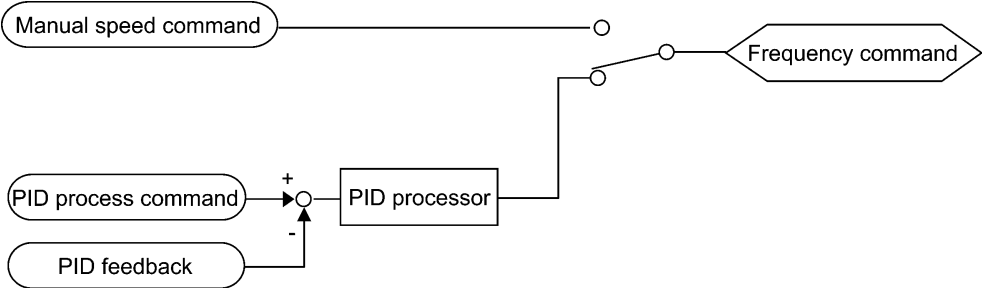 Manual speed command
Frequency command
+
PID process command
PID processor
-
PID feedback